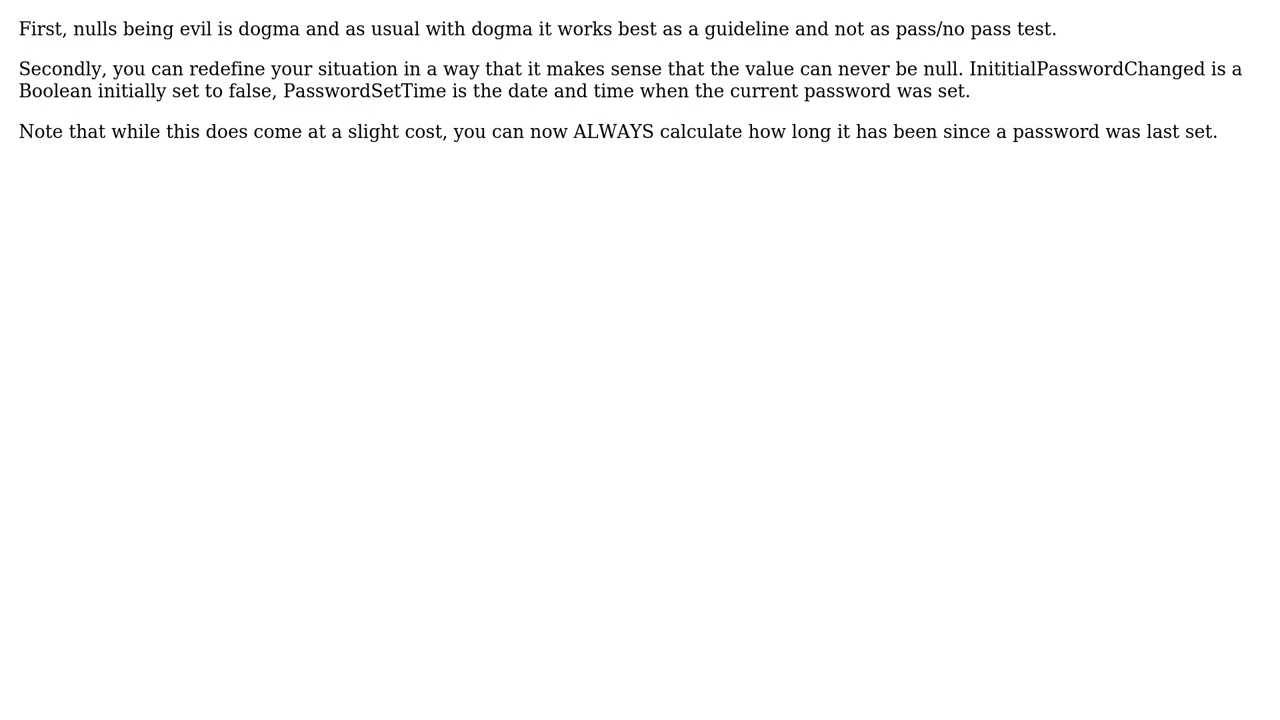 First, nulls being evil is dogma and as usual with dogma it works best as a guideline and not as pass/no pass test.
Secondly, you can redefine your situation in a way that it makes sense that the value can never be null. InititialPasswordChanged is a
Boolean initially set to false, PasswordSetTime is the date and time when the current password was set.
Note that while this does come at a slight cost, you can now ALWAYS calculate how long it has been since a password was last set.